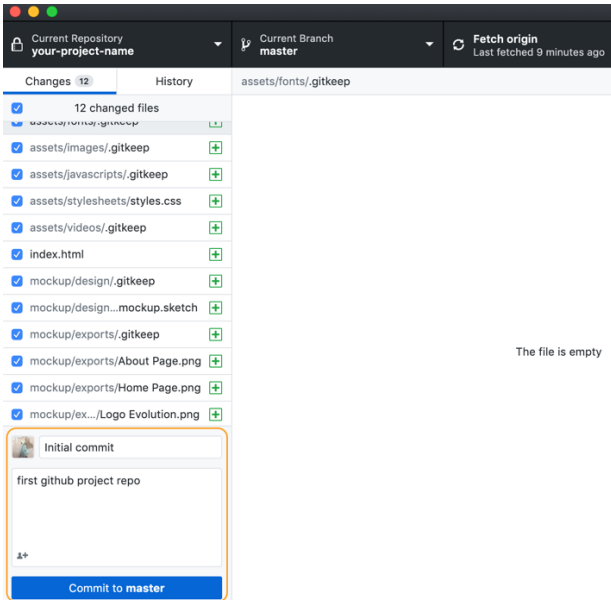 Current Repository
your-project-name
Current Branch
master
Fetch origin
Last fetched 9 minutes ago
Changes 12
History
assets/fonts/.gitkeep
12 changed files
assets/fonts/.gitkeep
assets/images/.gitkeep
assets/javascripts/.gitkeep
assets/stylesheets/styles.css
assets/videos/.gitkeep
index.html
mockup/design/.gitkeep
mockup/design...mockup.sketch
mockup/exports/.gitkeep
mockup/exports/About Page.png
mockup/exports/Home Page.png
mockup/ex.../Logo Evolution.png
The file is empty
Initial commit
first github project repo
Commit to master